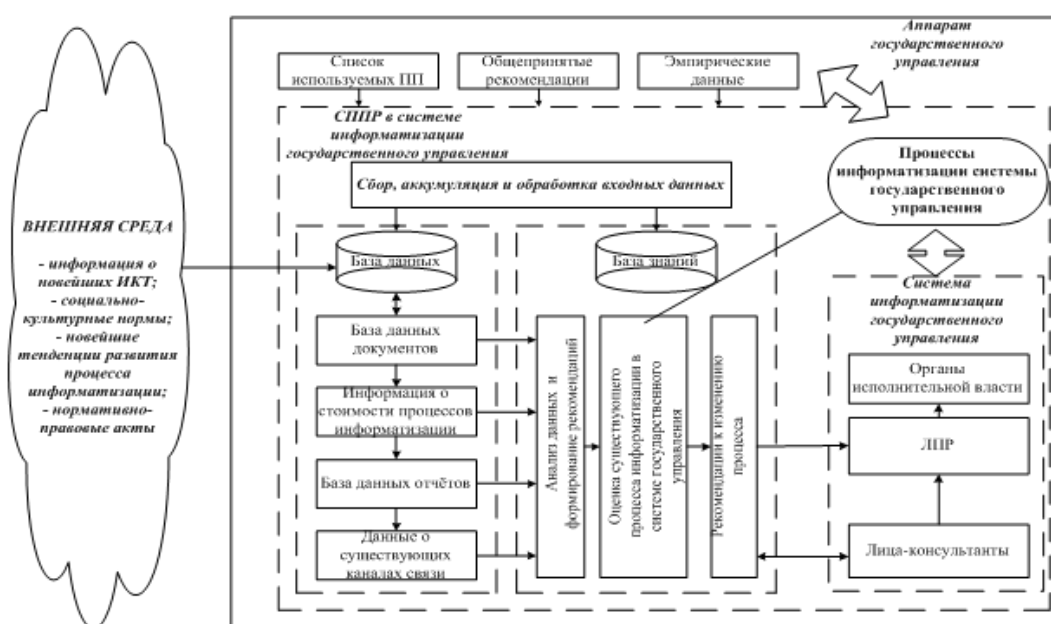 Аппарат
государственного
управления
Список
используемых ПП
Общепринятые
рекомендации
Эмпирические
данные
СППР в системе
информатизации
государственного управления
Процессы
информатизации системы
государственного
управления
Сбор, аккумуляция и обработка входных данных
ВНЕШНЯЯ СРЕДА
- информация о
новейших ИКТ;
- социально-
культурные нормы;
- новейшие
тенденции развития
процесса
информатизации;
- нормативно-
правовые акты
База данных
База знаний
База данных
документов
Информация о
стоимости процессов
информатизации
База данных отчётов
Данные о
существующих
каналах связи
Анализ данных и
формирование рекомендаций
Оценка существующего
процесса информатизации в
системе государственного
управления
Рекомендации к изменению
процесса
Система
информатизации
государственного
управления
Органы
исполнительной власти
ЛПР
Лица-консультанты